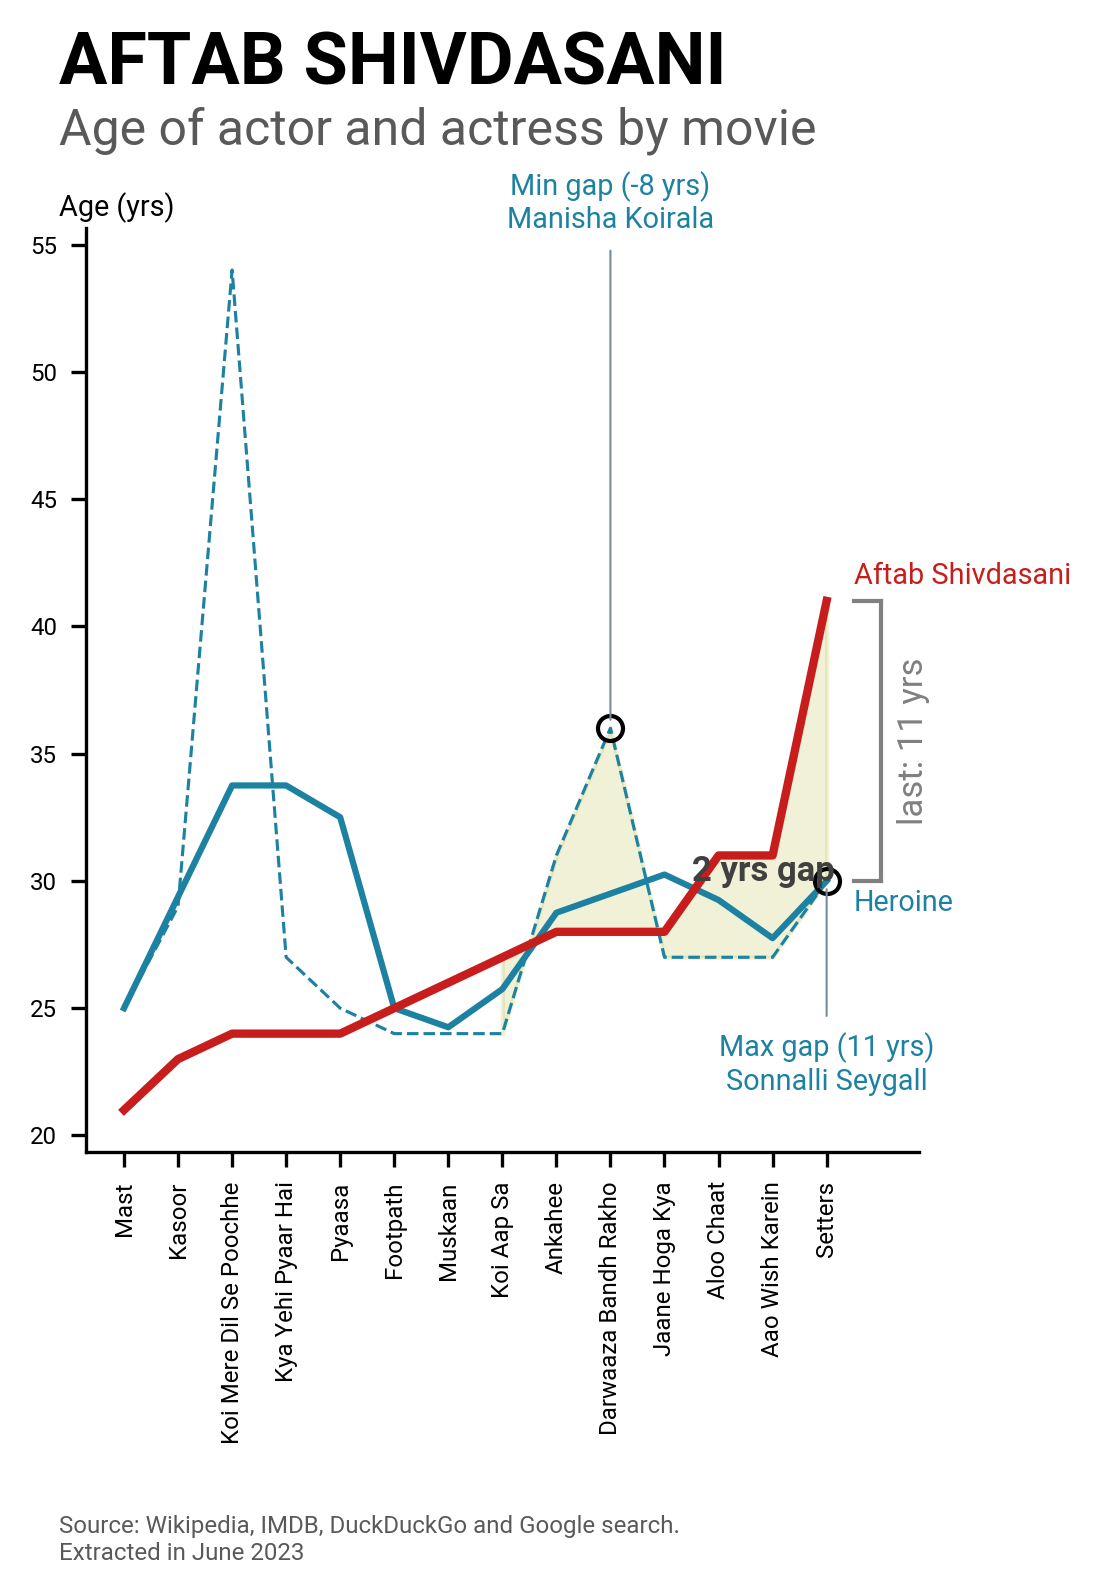 AFTAB SHIVDASANI
Age of actor and actress by movie
Min gap (-8 yrs)
Manisha Koirala
Age (yrs)
55
50
45
40
35
30
25
20
Aftab Shivdasani
last: 11 yrs
2 yrs gap
Heroine
Max gap (11 yrs)
Sonnalli Seygall
Mast
Kasoor
Koi Mere Dil Se Poochhe
Kya Yehi Pyaar Hai
Pyaasa
Footpath
Muskaan
Koi Aap Sa
Ankahee
Darwaaza Bandh Rakho
Jaane Hoga Kya
Aloo Chaat
Aao Wish Karein
Setters
Source: Wikipedia, IMDB, DuckDuckGo and Google search.
Extracted in June 2023